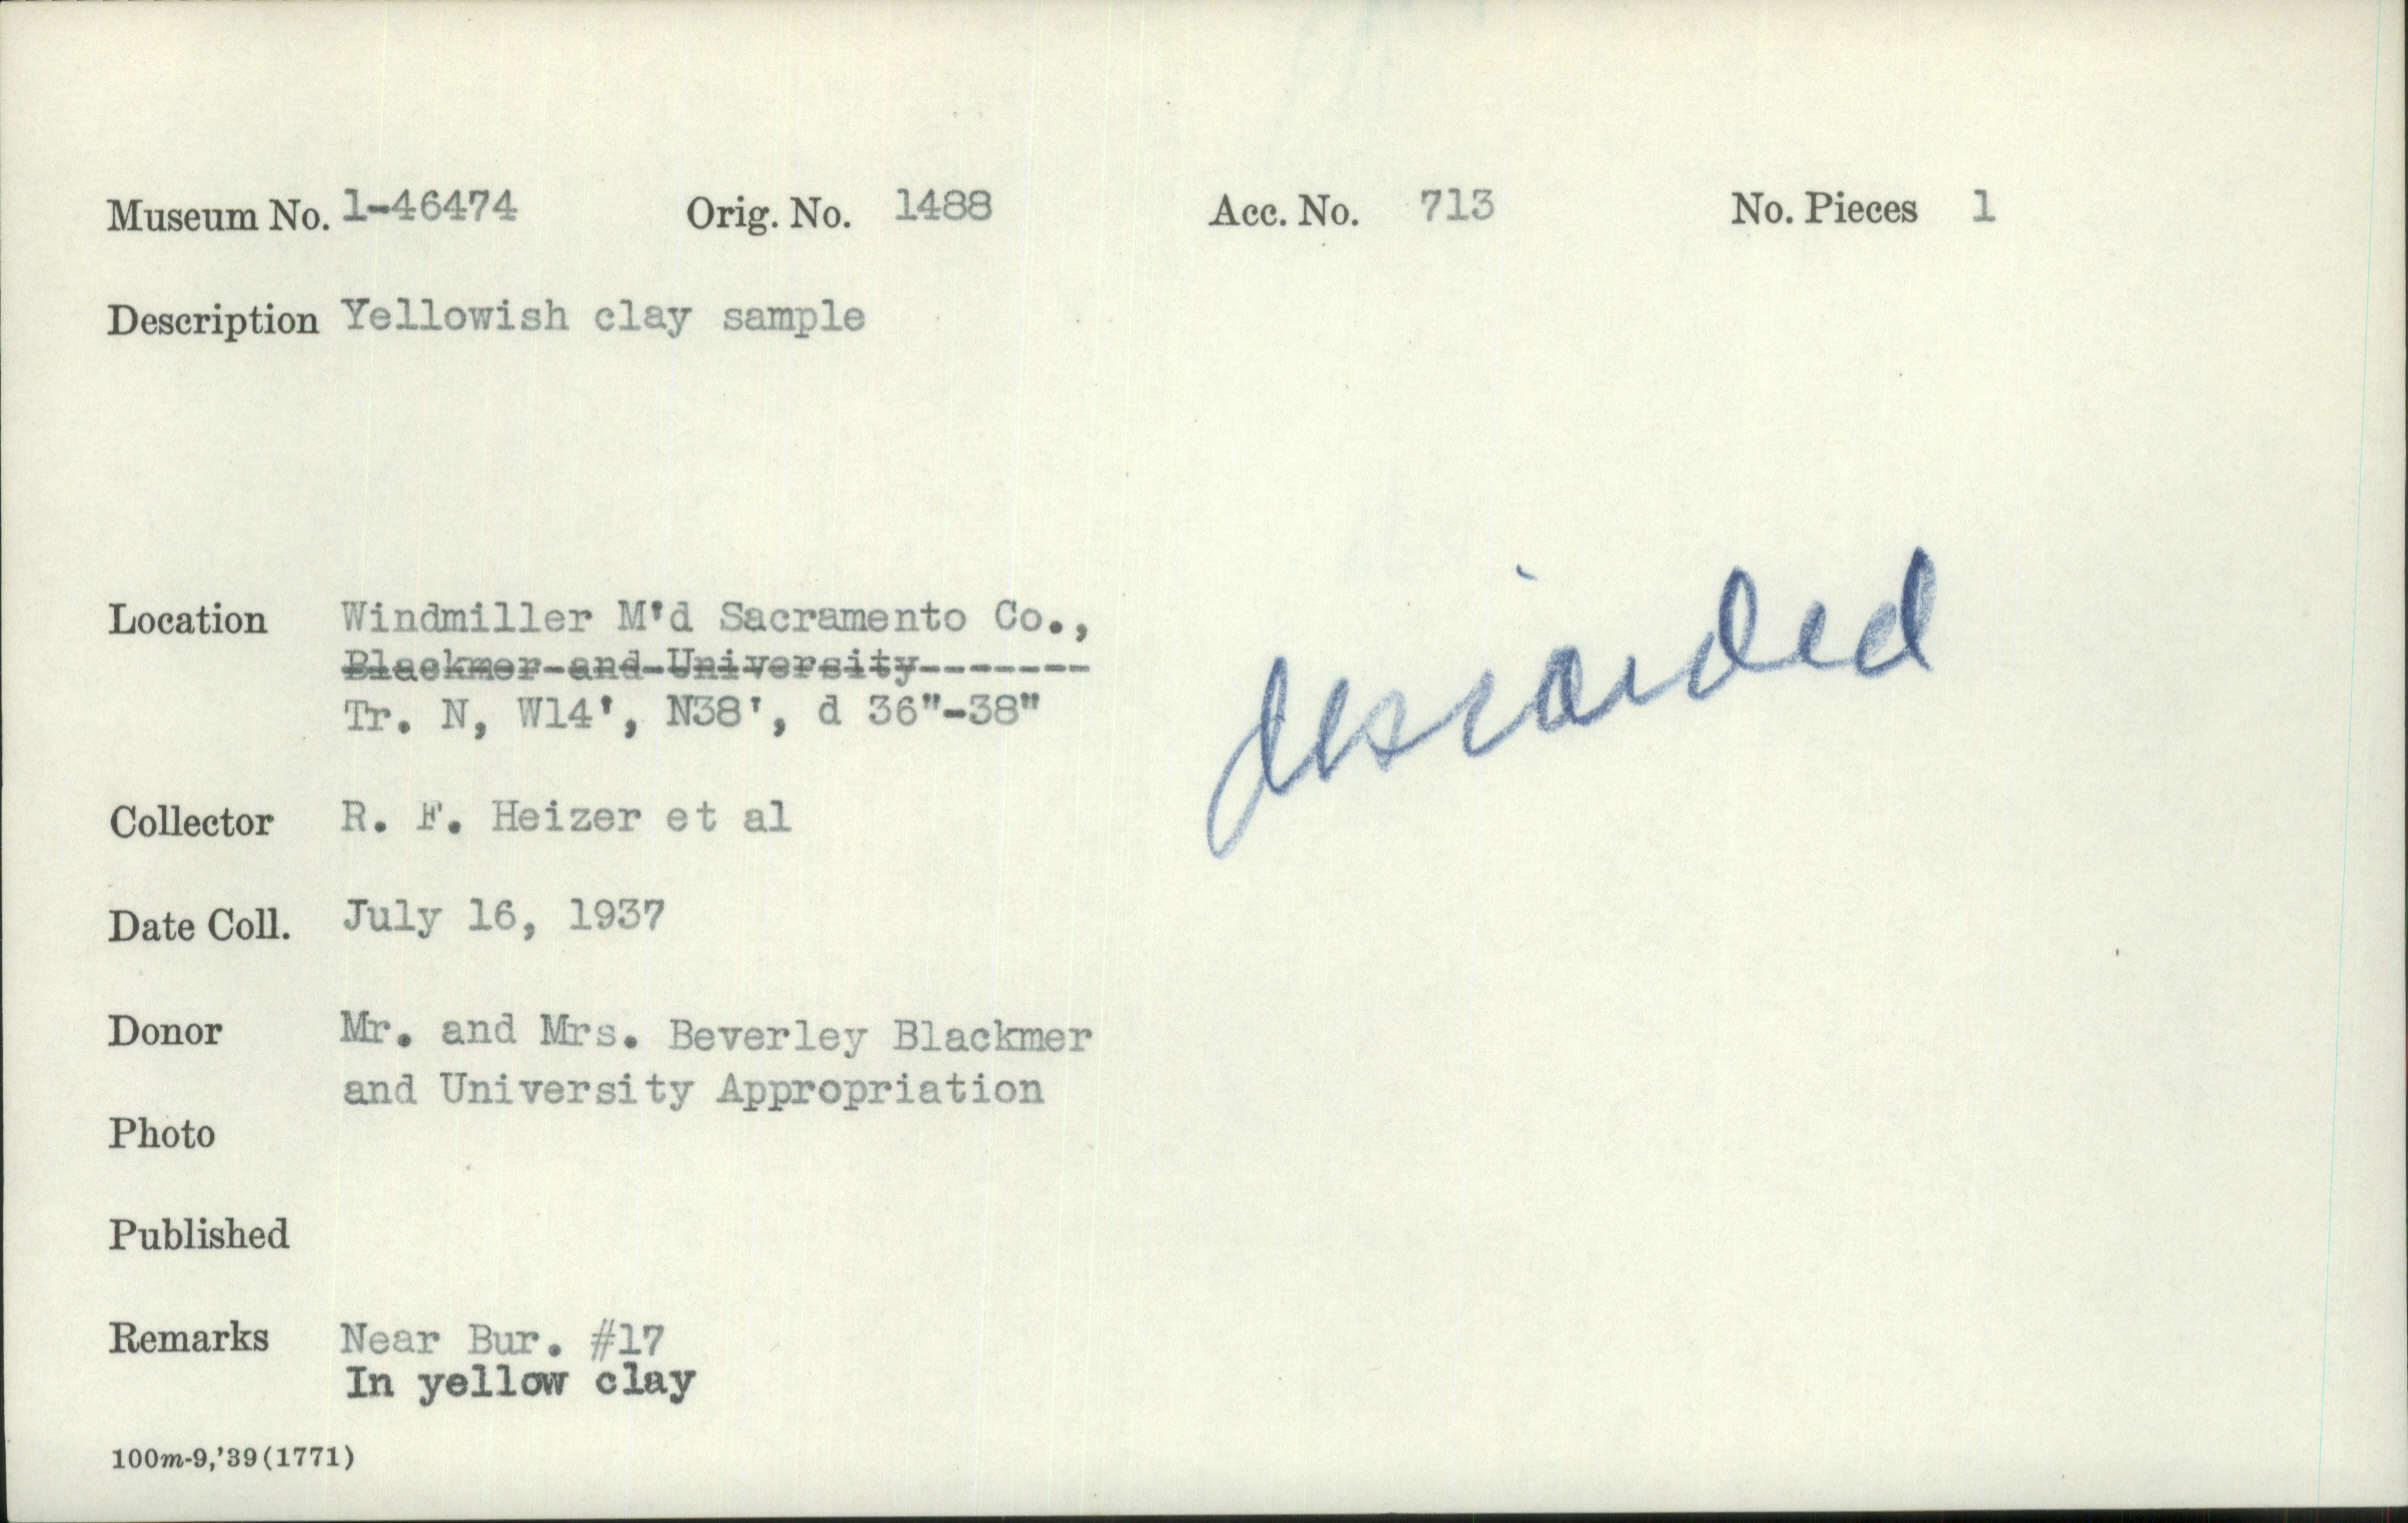 Museum No. 1-46474 Orig. No. 1488 Acc. No. 713 No. Pieces 1
Description Yellowish clay sample
Location Windmiller M'd Sacramento Co.,
Blackmer and University
Tr. N, W14', N38', d 36"-38"
discarded
Collector R. F. Heizer et al
Date Coll. July 16, 1937
Donor Mr. and Mrs. Beverley Blackmer
and University Appropriation
Photo
Published
Remarks Near Bur. #17
In yellow clay
100m-9,'39(1771)